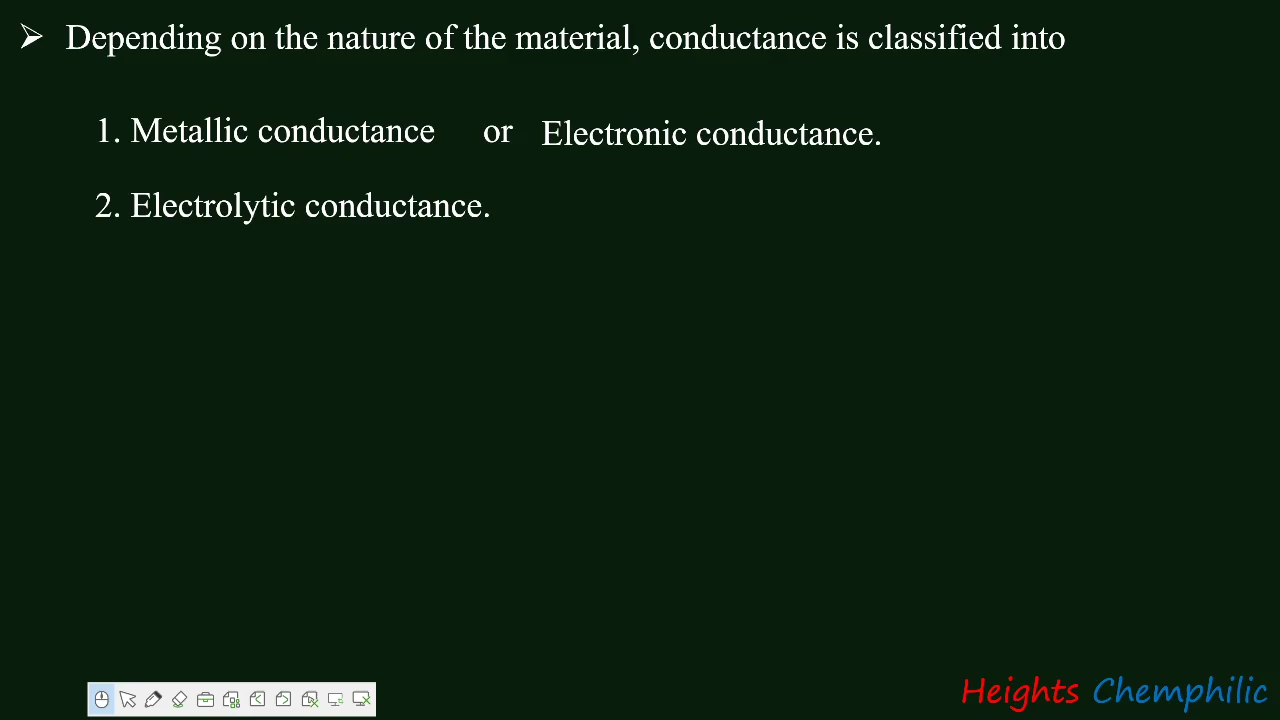 Depending on the nature of the material, conductance is classified into
1. Metallic conductance or Electronic conductance.
2. Electrolytic conductance.
Heights Chemphilic